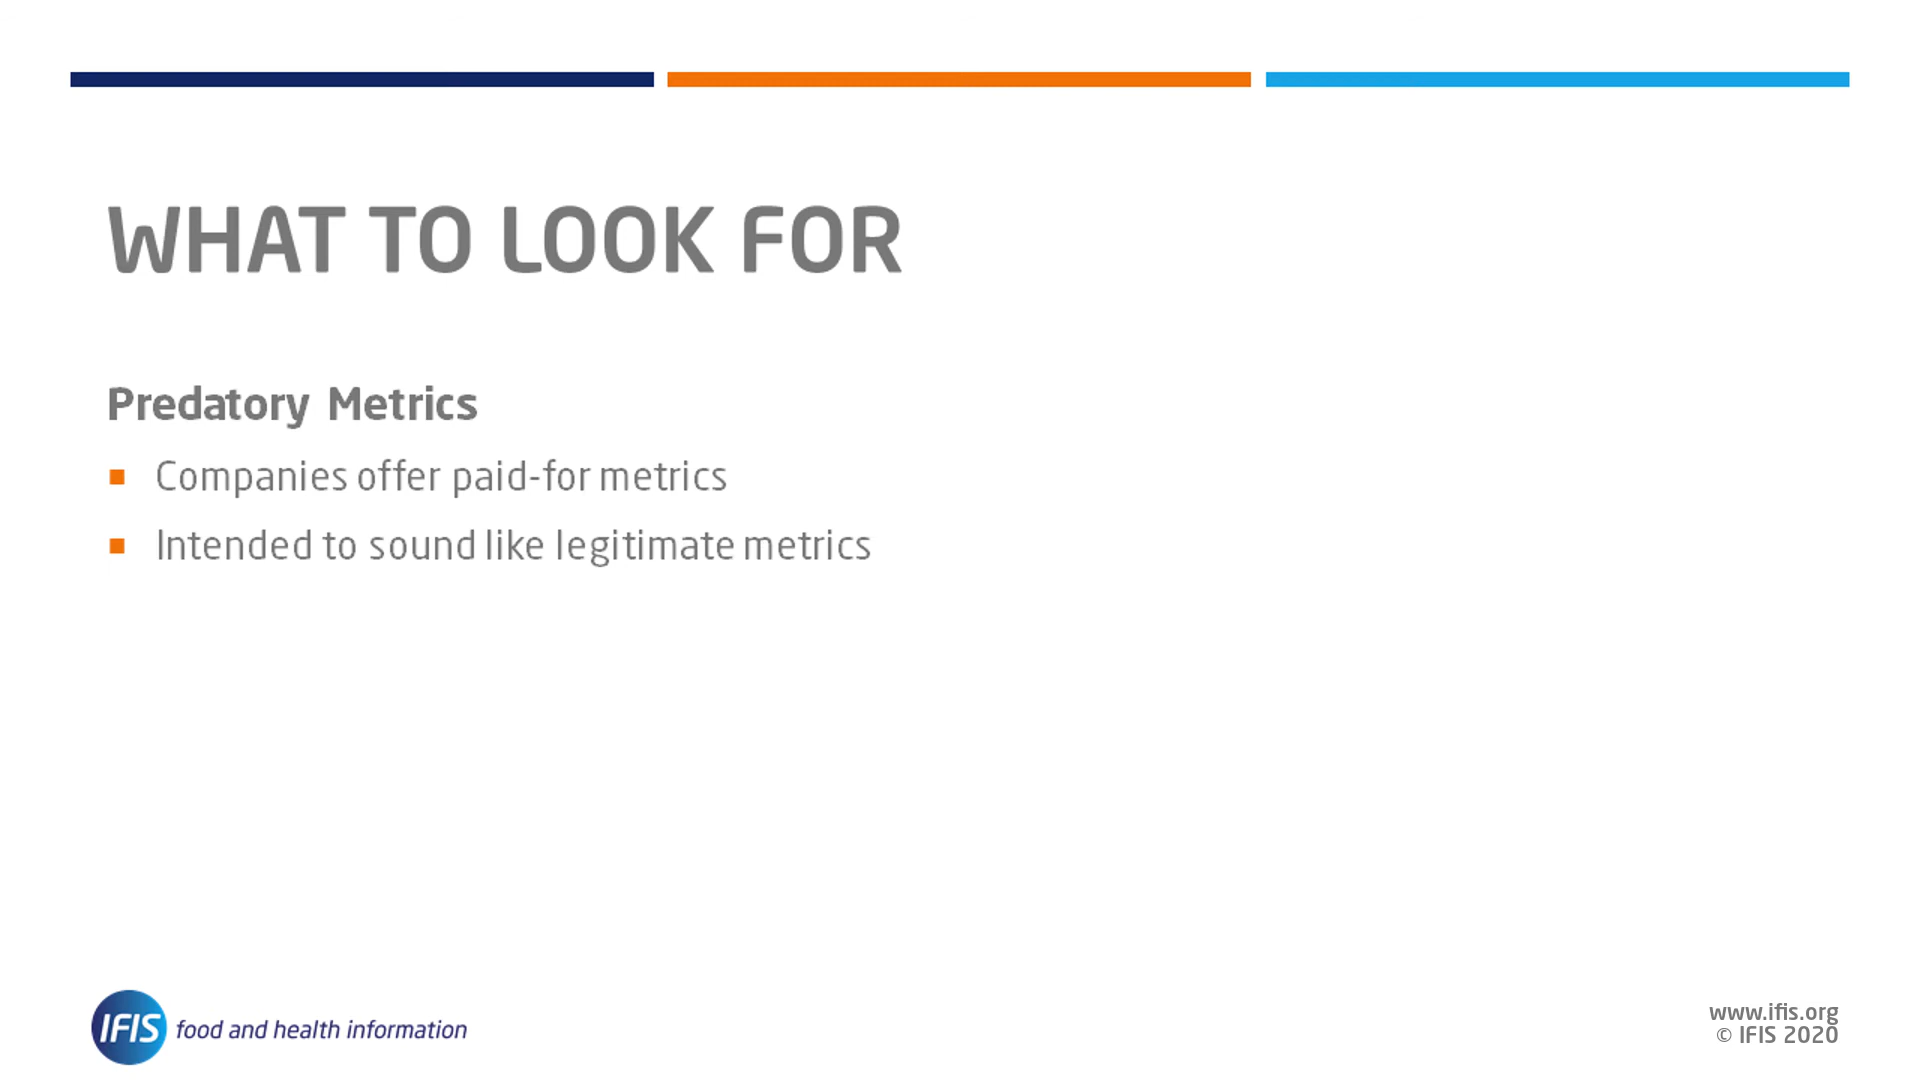 WHAT TO LOOK FOR
Predatory Metrics
Companies offer paid-for metrics
Intended to sound like legitimate metrics
IFIS food and health information
www.ifis.org
© IFIS 2020